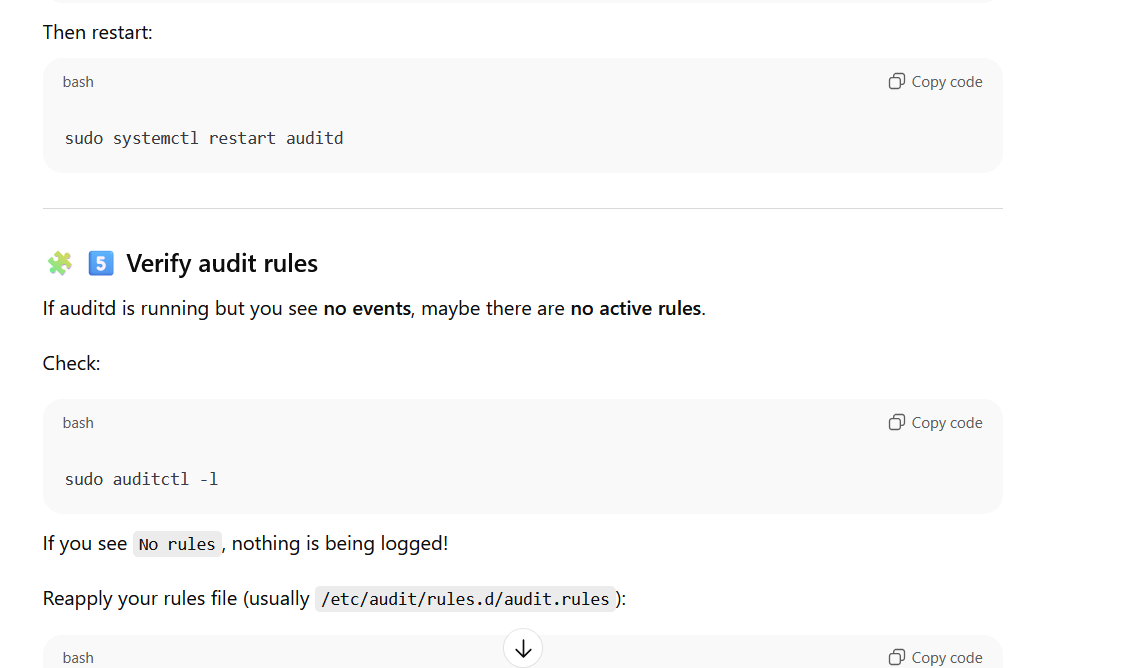 Then restart:
bash
Copy code
sudo systemctl restart auditd
🧩 5️⃣ Verify audit rules
If auditd is running but you see no events, maybe there are no active rules.
Check:
bash
Copy code
sudo auditctl -l
If you see No rules, nothing is being logged!
Reapply your rules file (usually /etc/audit/rules.d/audit.rules):
bash
Copy code